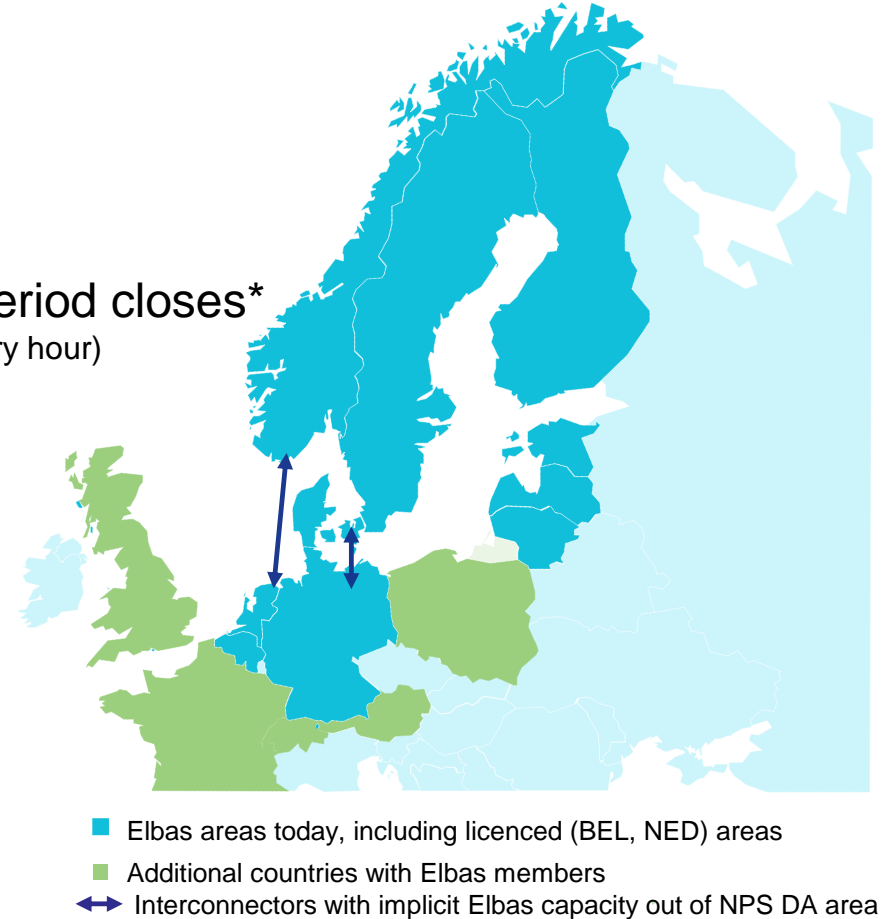 eriod closes*
ry hour)
Elbas areas today, including licenced (BEL, NED) areas
Additional countries with Elbas members
Interconnectors with implicit Elbas capacity out of NPS DA area